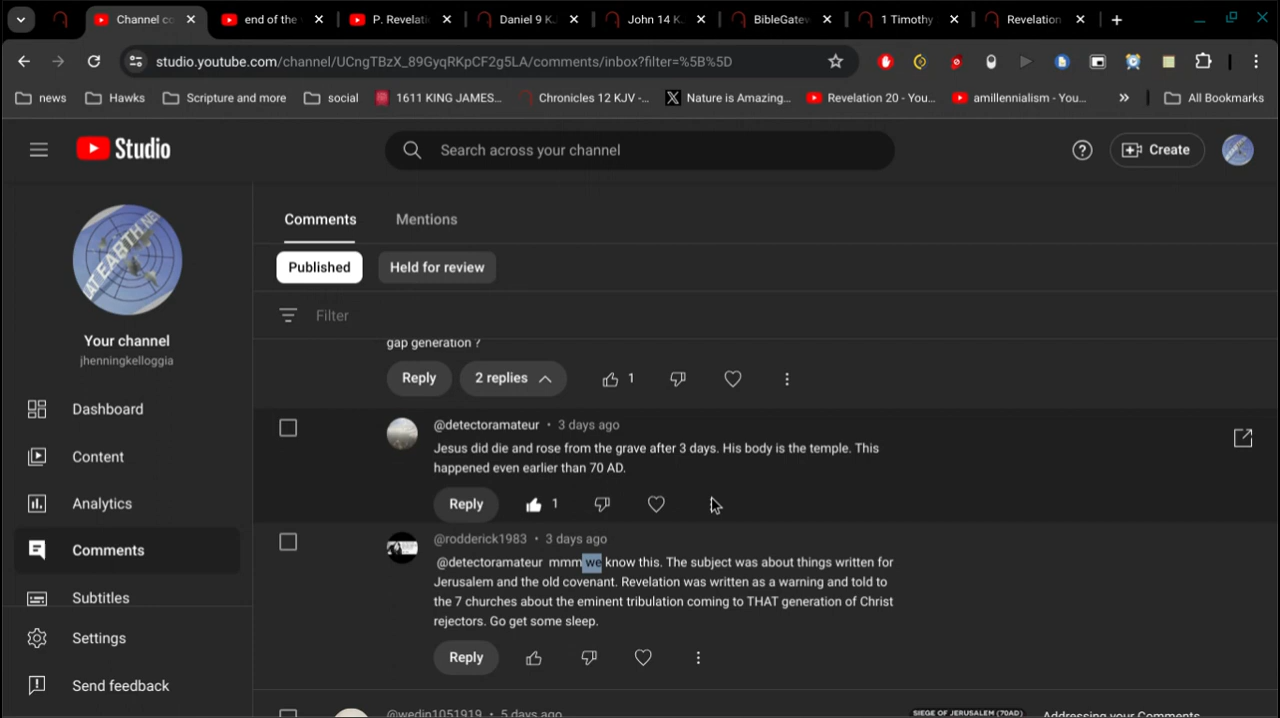 Channel co
end of the
P. Revelati
Daniel 9 K
John 14 K
BibleGatew
1 Timothy
Revelation
studio.youtube.com/channel/UCngTBzX_89GyqRKpCF2g5LA/comments/inbox?filter=%5B%5D
news
Hawks
Scripture and more
social
1611 KING JAMES...
Chronicles 12 KJV -...
Nature is Amazing...
Revelation 20 - You...
amillennialism - You...
All Bookmarks
Studio
Search across your channel
Create
AT EARTH NE
Your channel
jhenningkelloggia
Dashboard
Content
Analytics
Comments
Subtitles
Settings
Send feedback
Comments
Mentions
Published
Held for review
Filter
gap generation ?
Reply
2 replies
1
@detectoramateur • 3 days ago
Jesus did die and rose from the grave after 3 days. His body is the temple. This
happened even earlier than 70 AD.
Reply
1
@rodderick1983 • 3 days ago
@detectoramateur mmm we know this. The subject was about things written for
Jerusalem and the old covenant. Revelation was written as a warning and told to
the 7 churches about the eminent tribulation coming to THAT generation of Christ
rejectors. Go get some sleep.
Reply
@wedin1051919 • 5 days ago
SIEGE OF JERUSALEM (70AD)
Addressing your Comments